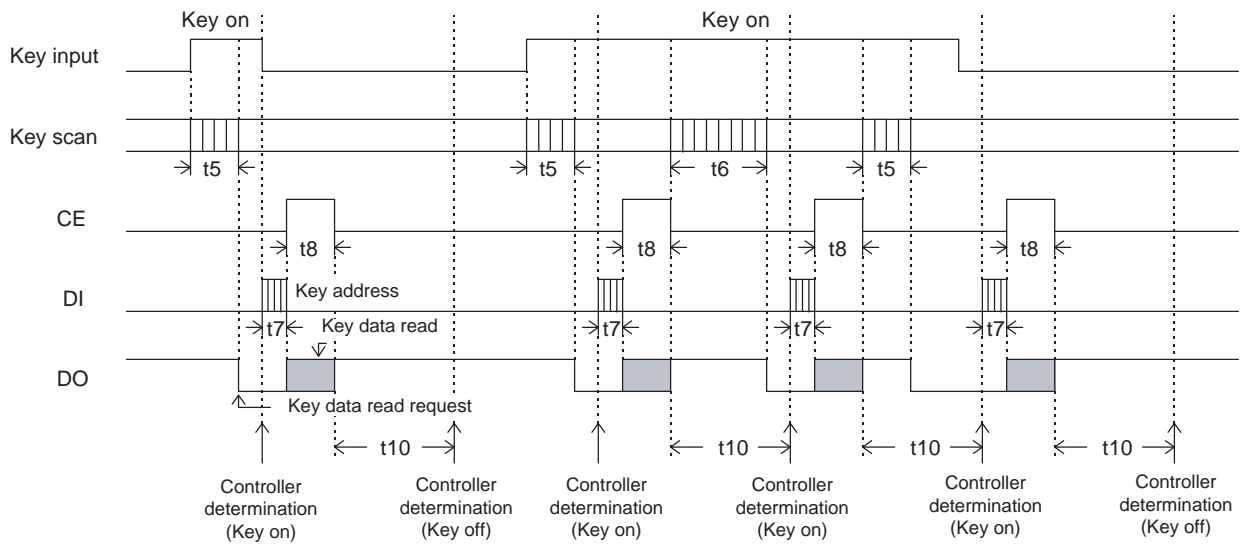 Key on
Key on
Key input
Key scan
t5
t5
t6
t5
CE
t8
t8
t8
t8
DI
Key address
t7
t7
t7
t7
Key data read
DO
Key data read request
t10
t10
t10
t10
Controller
determination
(Key on)
Controller
determination
(Key off)
Controller
determination
(Key on)
Controller
determination
(Key on)
Controller
determination
(Key on)
Controller
determination
(Key off)